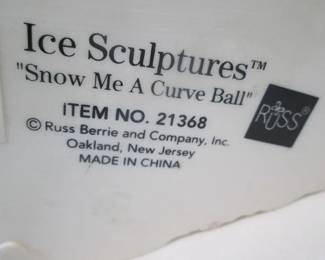 Ice Sculptures™
"Snow Me A Curve Ball"
ITEM NO. 21368
© Russ Berrie and Company, Inc.
Oakland, New Jersey
MADE IN CHINA
RUSS